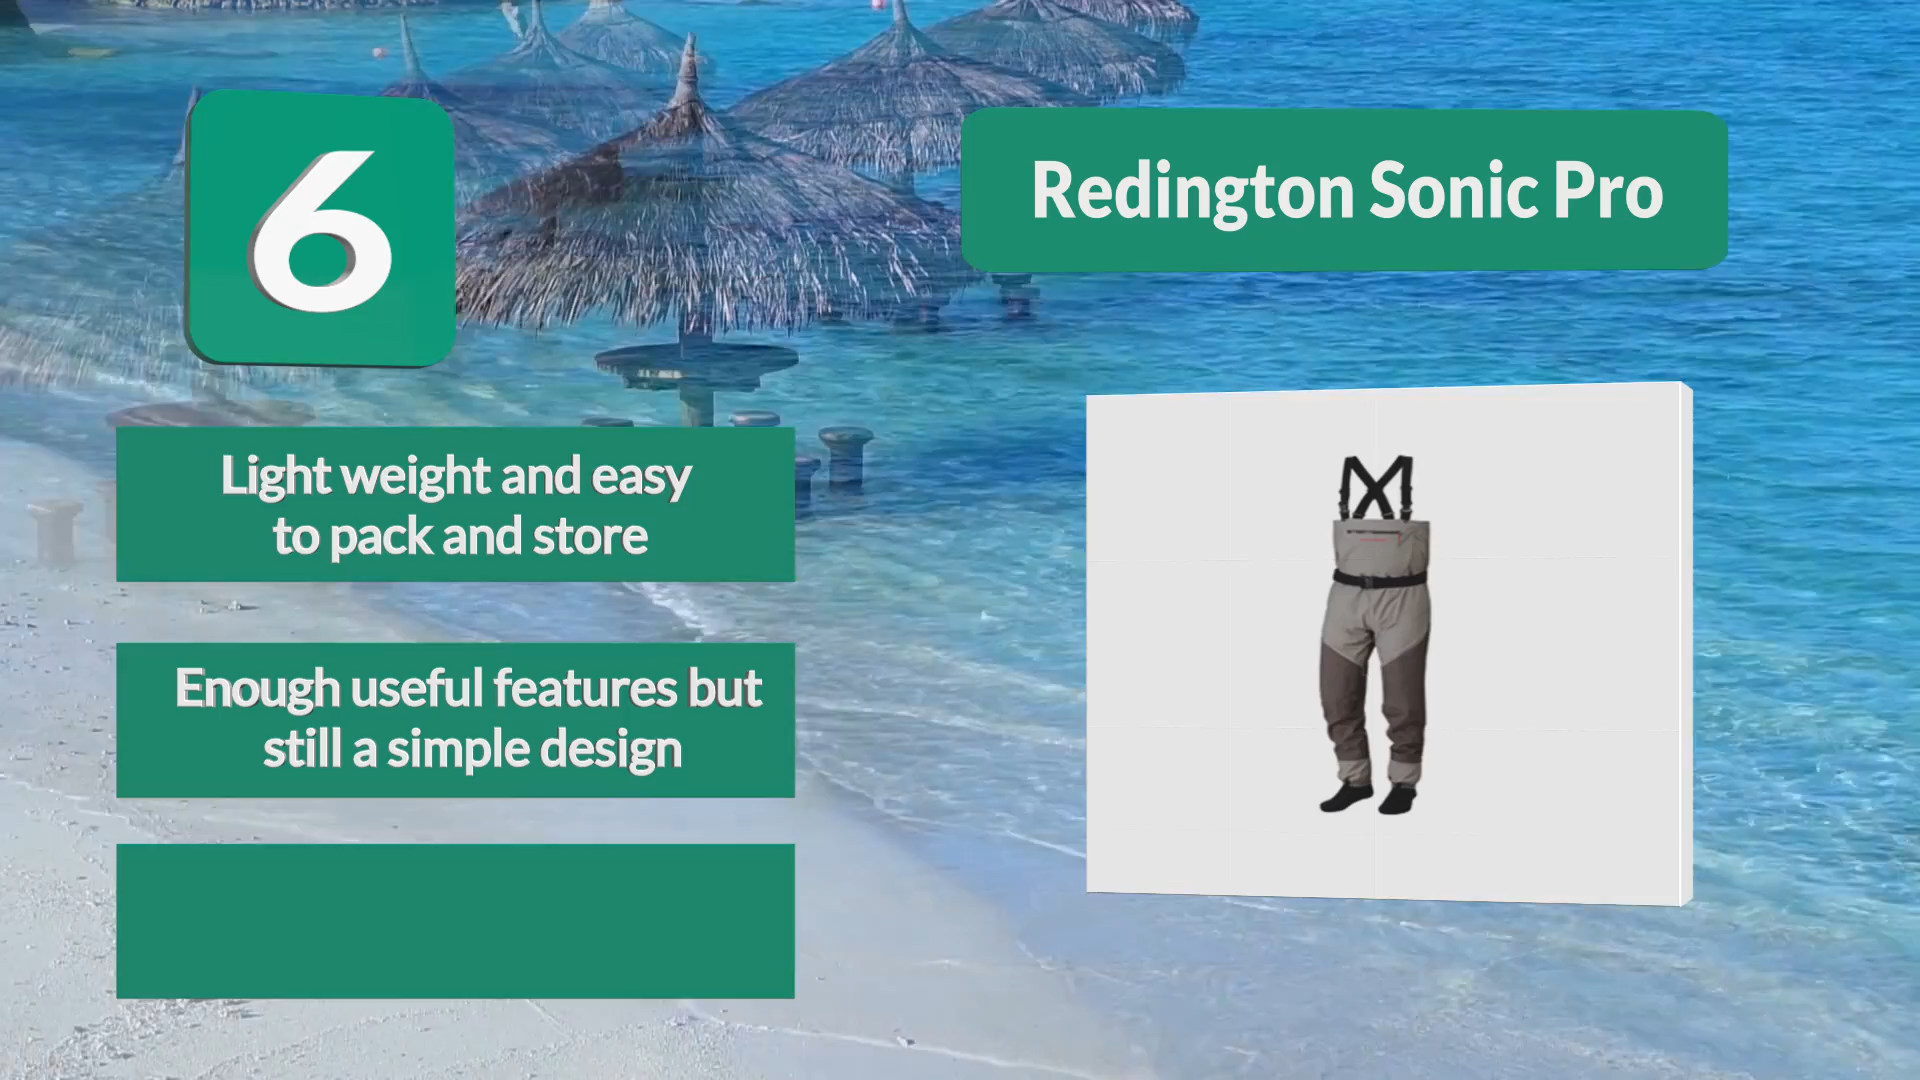 6
Redington Sonic Pro
Light weight and easy
to pack and store
Enough useful features but
still a simple design